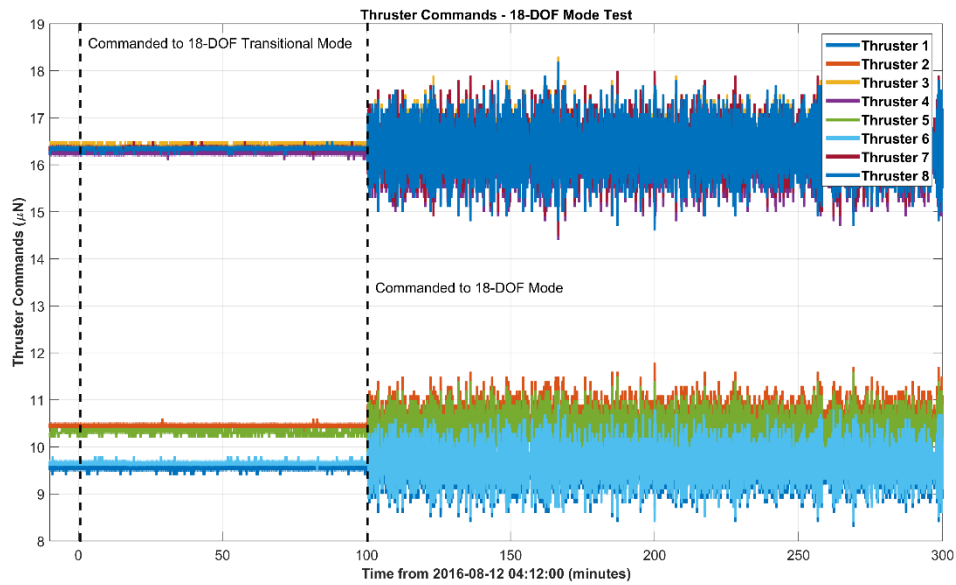 Thruster Commands - 18-DOF Mode Test
19
18
17
16
15
14
13
12
11
10
9
8
Thruster Commands (μN)
Commanded to 18-DOF Transitional Mode
Commanded to 18-DOF Mode
Thruster 1
Thruster 2
Thruster 3
Thruster 4
Thruster 5
Thruster 6
Thruster 7
Thruster 8
0
50
100
150
200
250
300
Time from 2016-08-12 04:12:00 (minutes)